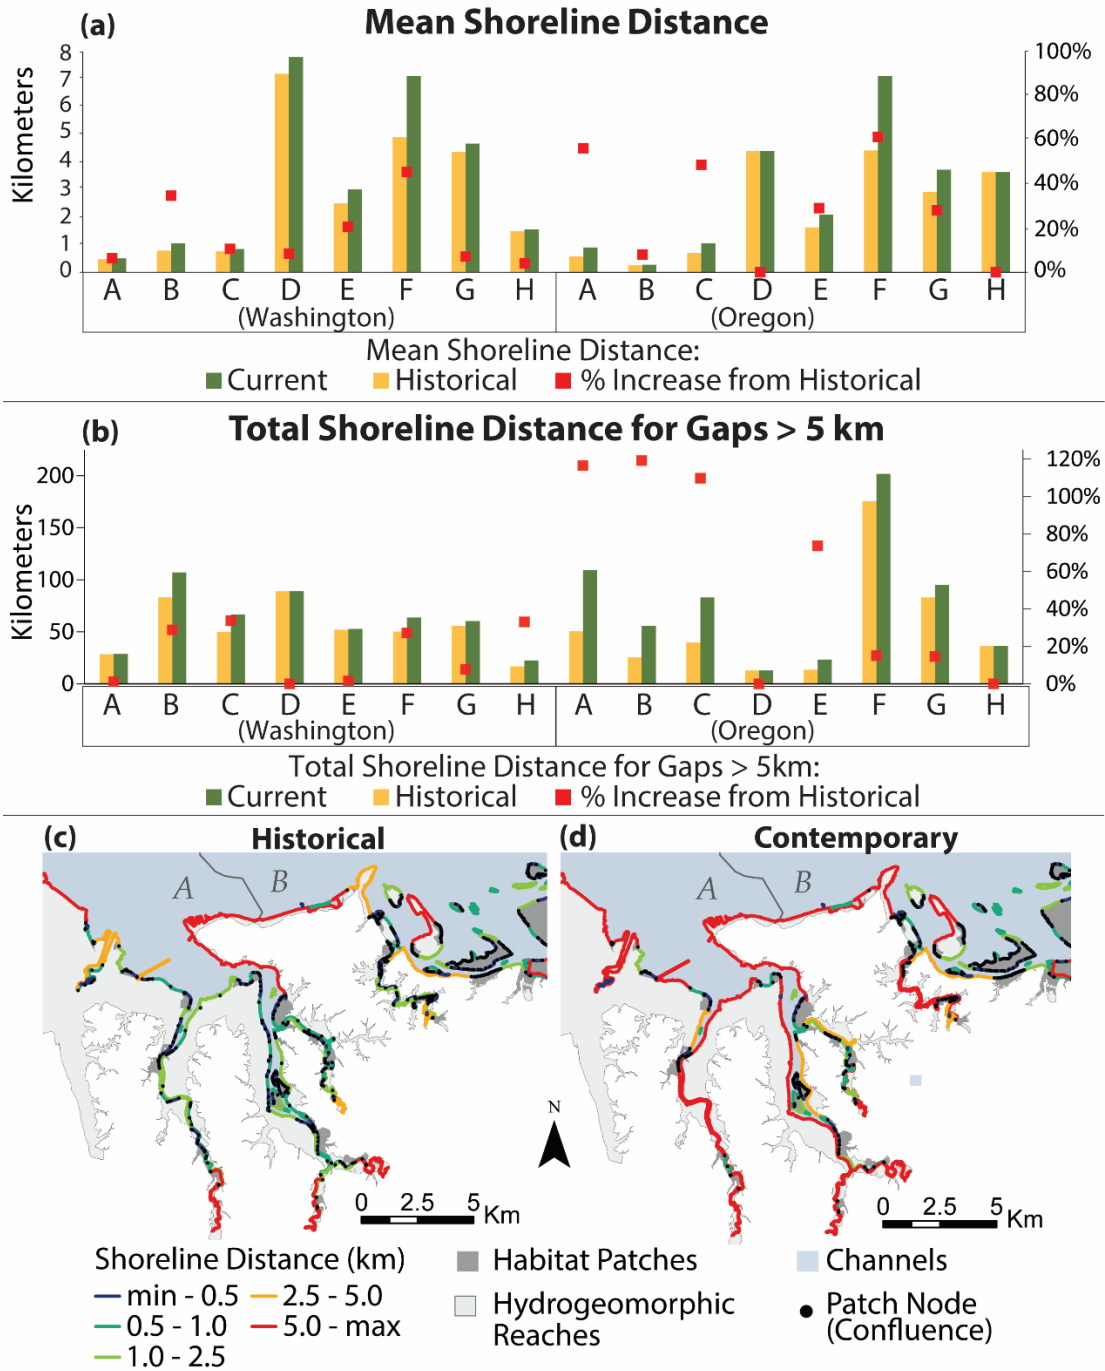 (a)
Mean Shoreline Distance
Kilometers
8
7
6
5
4
3
2
1
0
100%
80%
60%
40%
20%
0%
A B C D E F G H A B C D E F G H
(Washington) (Oregon)
Mean Shoreline Distance:
Current Historical % Increase from Historical
(b)
Total Shoreline Distance for Gaps > 5 km
Kilometers
200
150
100
50
0
120%
100%
80%
60%
40%
20%
0%
A B C D E F G H A B C D E F G H
(Washington) (Oregon)
Total Shoreline Distance for Gaps > 5km:
Current Historical % Increase from Historical
(c) Historical
A B
N
0 2.5 5
Km
(d) Contemporary
A B
0 2.5 5
Km
Shoreline Distance (km)
min - 0.5
0.5 - 1.0
1.0 - 2.5
2.5 - 5.0
5.0 - max
Habitat Patches
Hydrogeomorphic
Reaches
Channels
Patch Node
(Confluence)